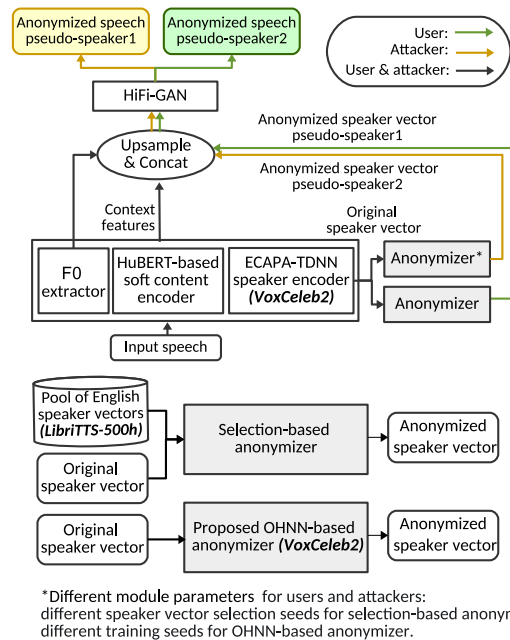 Anonymized speech
pseudo-speaker1
Anonymized speech
pseudo-speaker2
User:
Attacker:
User & attacker:
HiFi-GAN
Anonymized speaker vector
pseudo-speaker1
Upsample
& Concat
Anonymized speaker vector
pseudo-speaker2
Context
features
Original
speaker vector
F0
extractor
HuBERT-based
soft content
encoder
ECAPA-TDNN
speaker encoder
(VoxCeleb2)
Anonymizer*
Anonymizer
Input speech
Pool of English
speaker vectors
(LibriTTS-500h)
Original
speaker vector
Selection-based
anonymizer
Anonymized
speaker vector
Original
speaker vector
Proposed OHNN-based
anonymizer (VoxCeleb2)
Anonymized
speaker vector
*Different module parameters for users and attackers:
different speaker vector selection seeds for selection-based anonym
different training seeds for OHNN-based anonymizer.